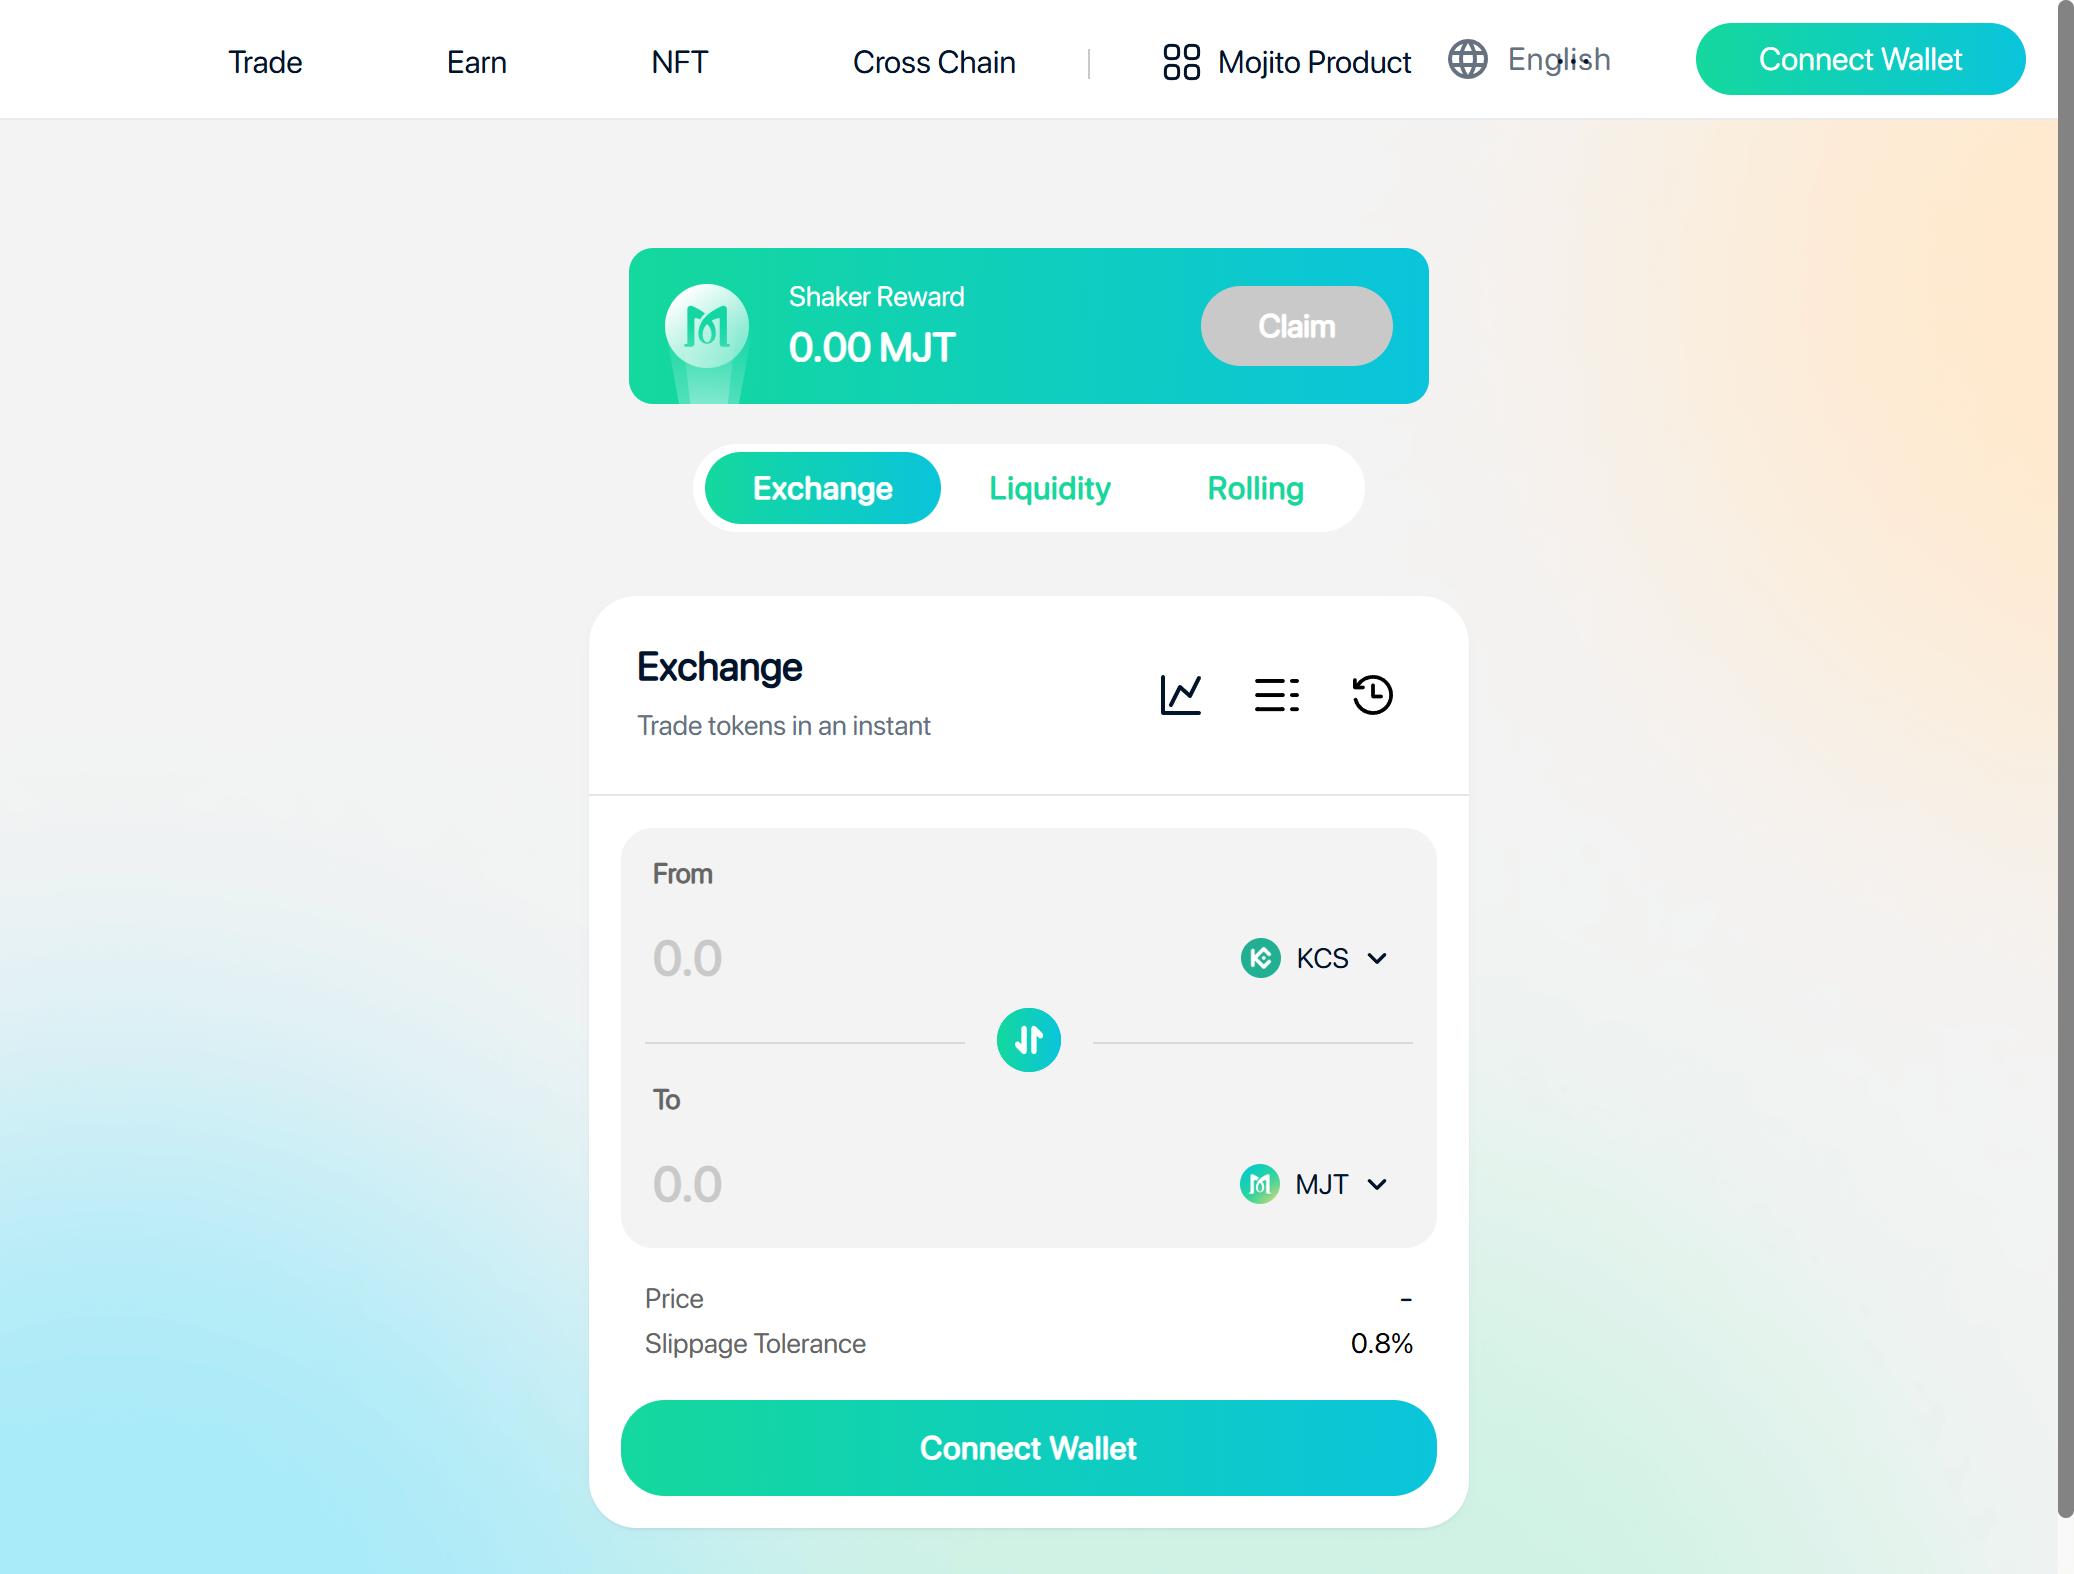 Trade Earn NFT Cross Chain Mojito Product English Connect Wallet
Shaker Reward
0.00 MJT
Claim
Exchange Liquidity Rolling
Exchange
Trade tokens in an instant
From
0.0 KCS
To
0.0 MJT
Price -
Slippage Tolerance 0.8%
Connect Wallet